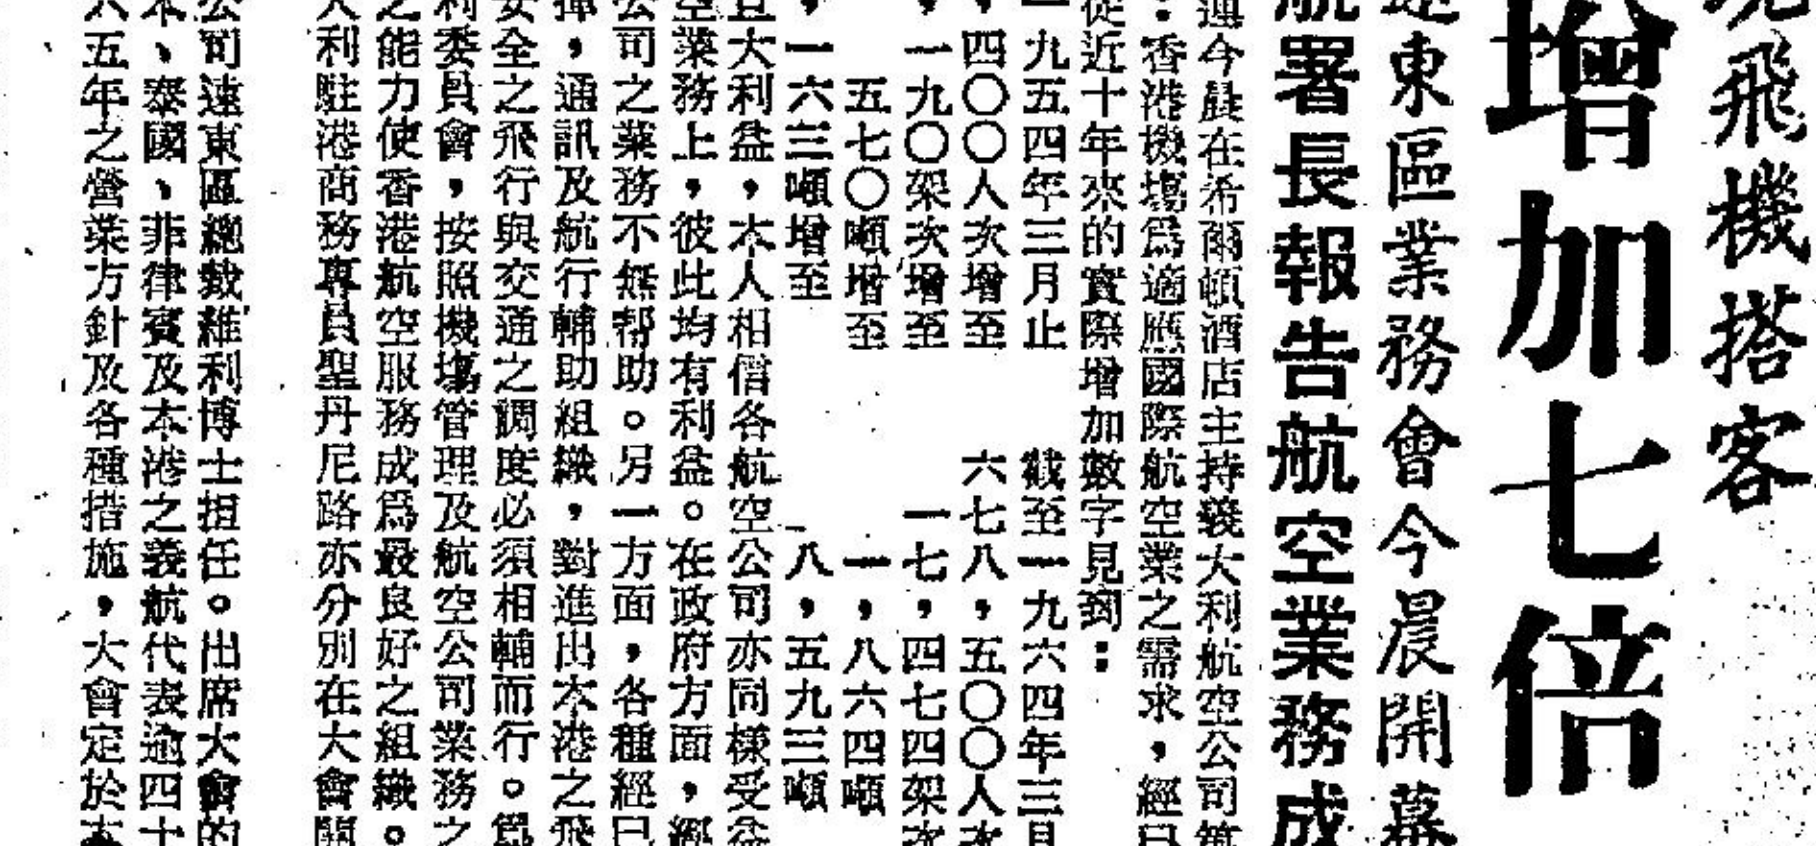 飛機搭客
增加七倍
遠東區業務會今晨開幕
航署長報告航空業務成
今晨在希爾頓酒店主持義大利航空公司
：香港機塲爲適應國際航空業之需求，經已
從近十年來的實際增加數字見到：
一九五四年三月止　截至一九六四年三月
，四〇〇人次增至　六七八，五〇〇人次
，一九〇架次增至　一七，四七四架次
五七〇噸增至　一，八六四噸
，一六三噸增至　八，五九三噸
且大利益，本人相信各航空公司亦同樣受益
空業務上，彼此均有利益。在政府方面，經
公司之業務不無帮助。另一方面，各種經已
揮，通訊及航行輔助組織，對進出本港之飛
安全之飛行與交通之調度必須相輔而行。爲
利委員會，按照機塲管理及航空公司業務之
之能力使香港航空服務成爲最良好之組織。
大利駐港商務專員聖丹尼路亦分別在大會開
公司遠東區總裁維利博士担任。出席大會的
本、泰國、菲律賓及本港之義航代表逾四十
六五年之營業方針及各種措施，大會定於本